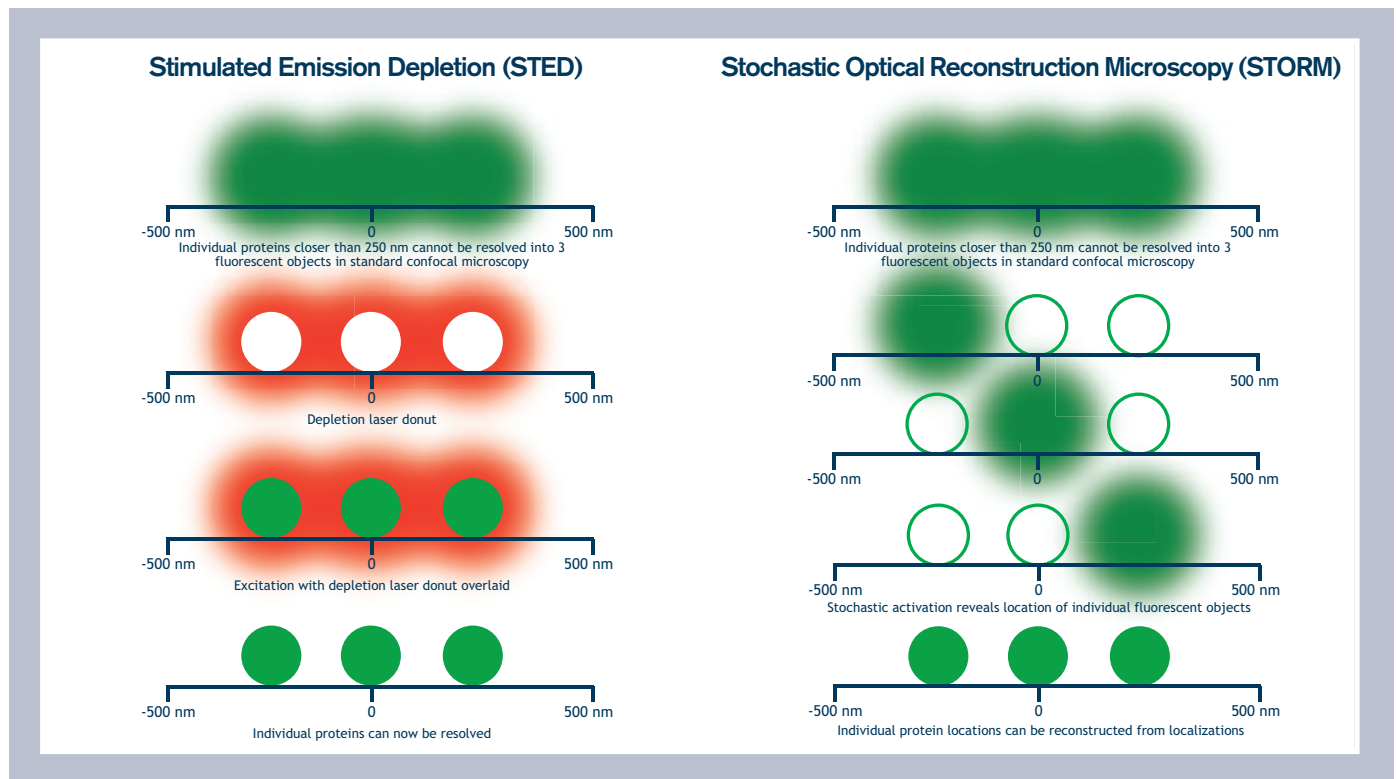 Stimulated Emission Depletion (STED)
-500 nm 0 500 nm
Individual proteins closer than 250 nm cannot be resolved into 3
fluorescent objects in standard confocal microscopy
-500 nm 0 500 nm
Depletion laser donut
-500 nm 0 500 nm
Excitation with depletion laser donut overlaid
-500 nm 0 500 nm
Individual proteins can now be resolved
Stochastic Optical Reconstruction Microscopy (STORM)
-500 nm 0 500 nm
Individual proteins closer than 250 nm cannot be resolved into 3
fluorescent objects in standard confocal microscopy
-500 nm 0 500 nm
-500 nm 0 500 nm
-500 nm 0 500 nm
Stochastic activation reveals location of individual fluorescent objects
-500 nm 0 500 nm
Individual protein locations can be reconstructed from localizations